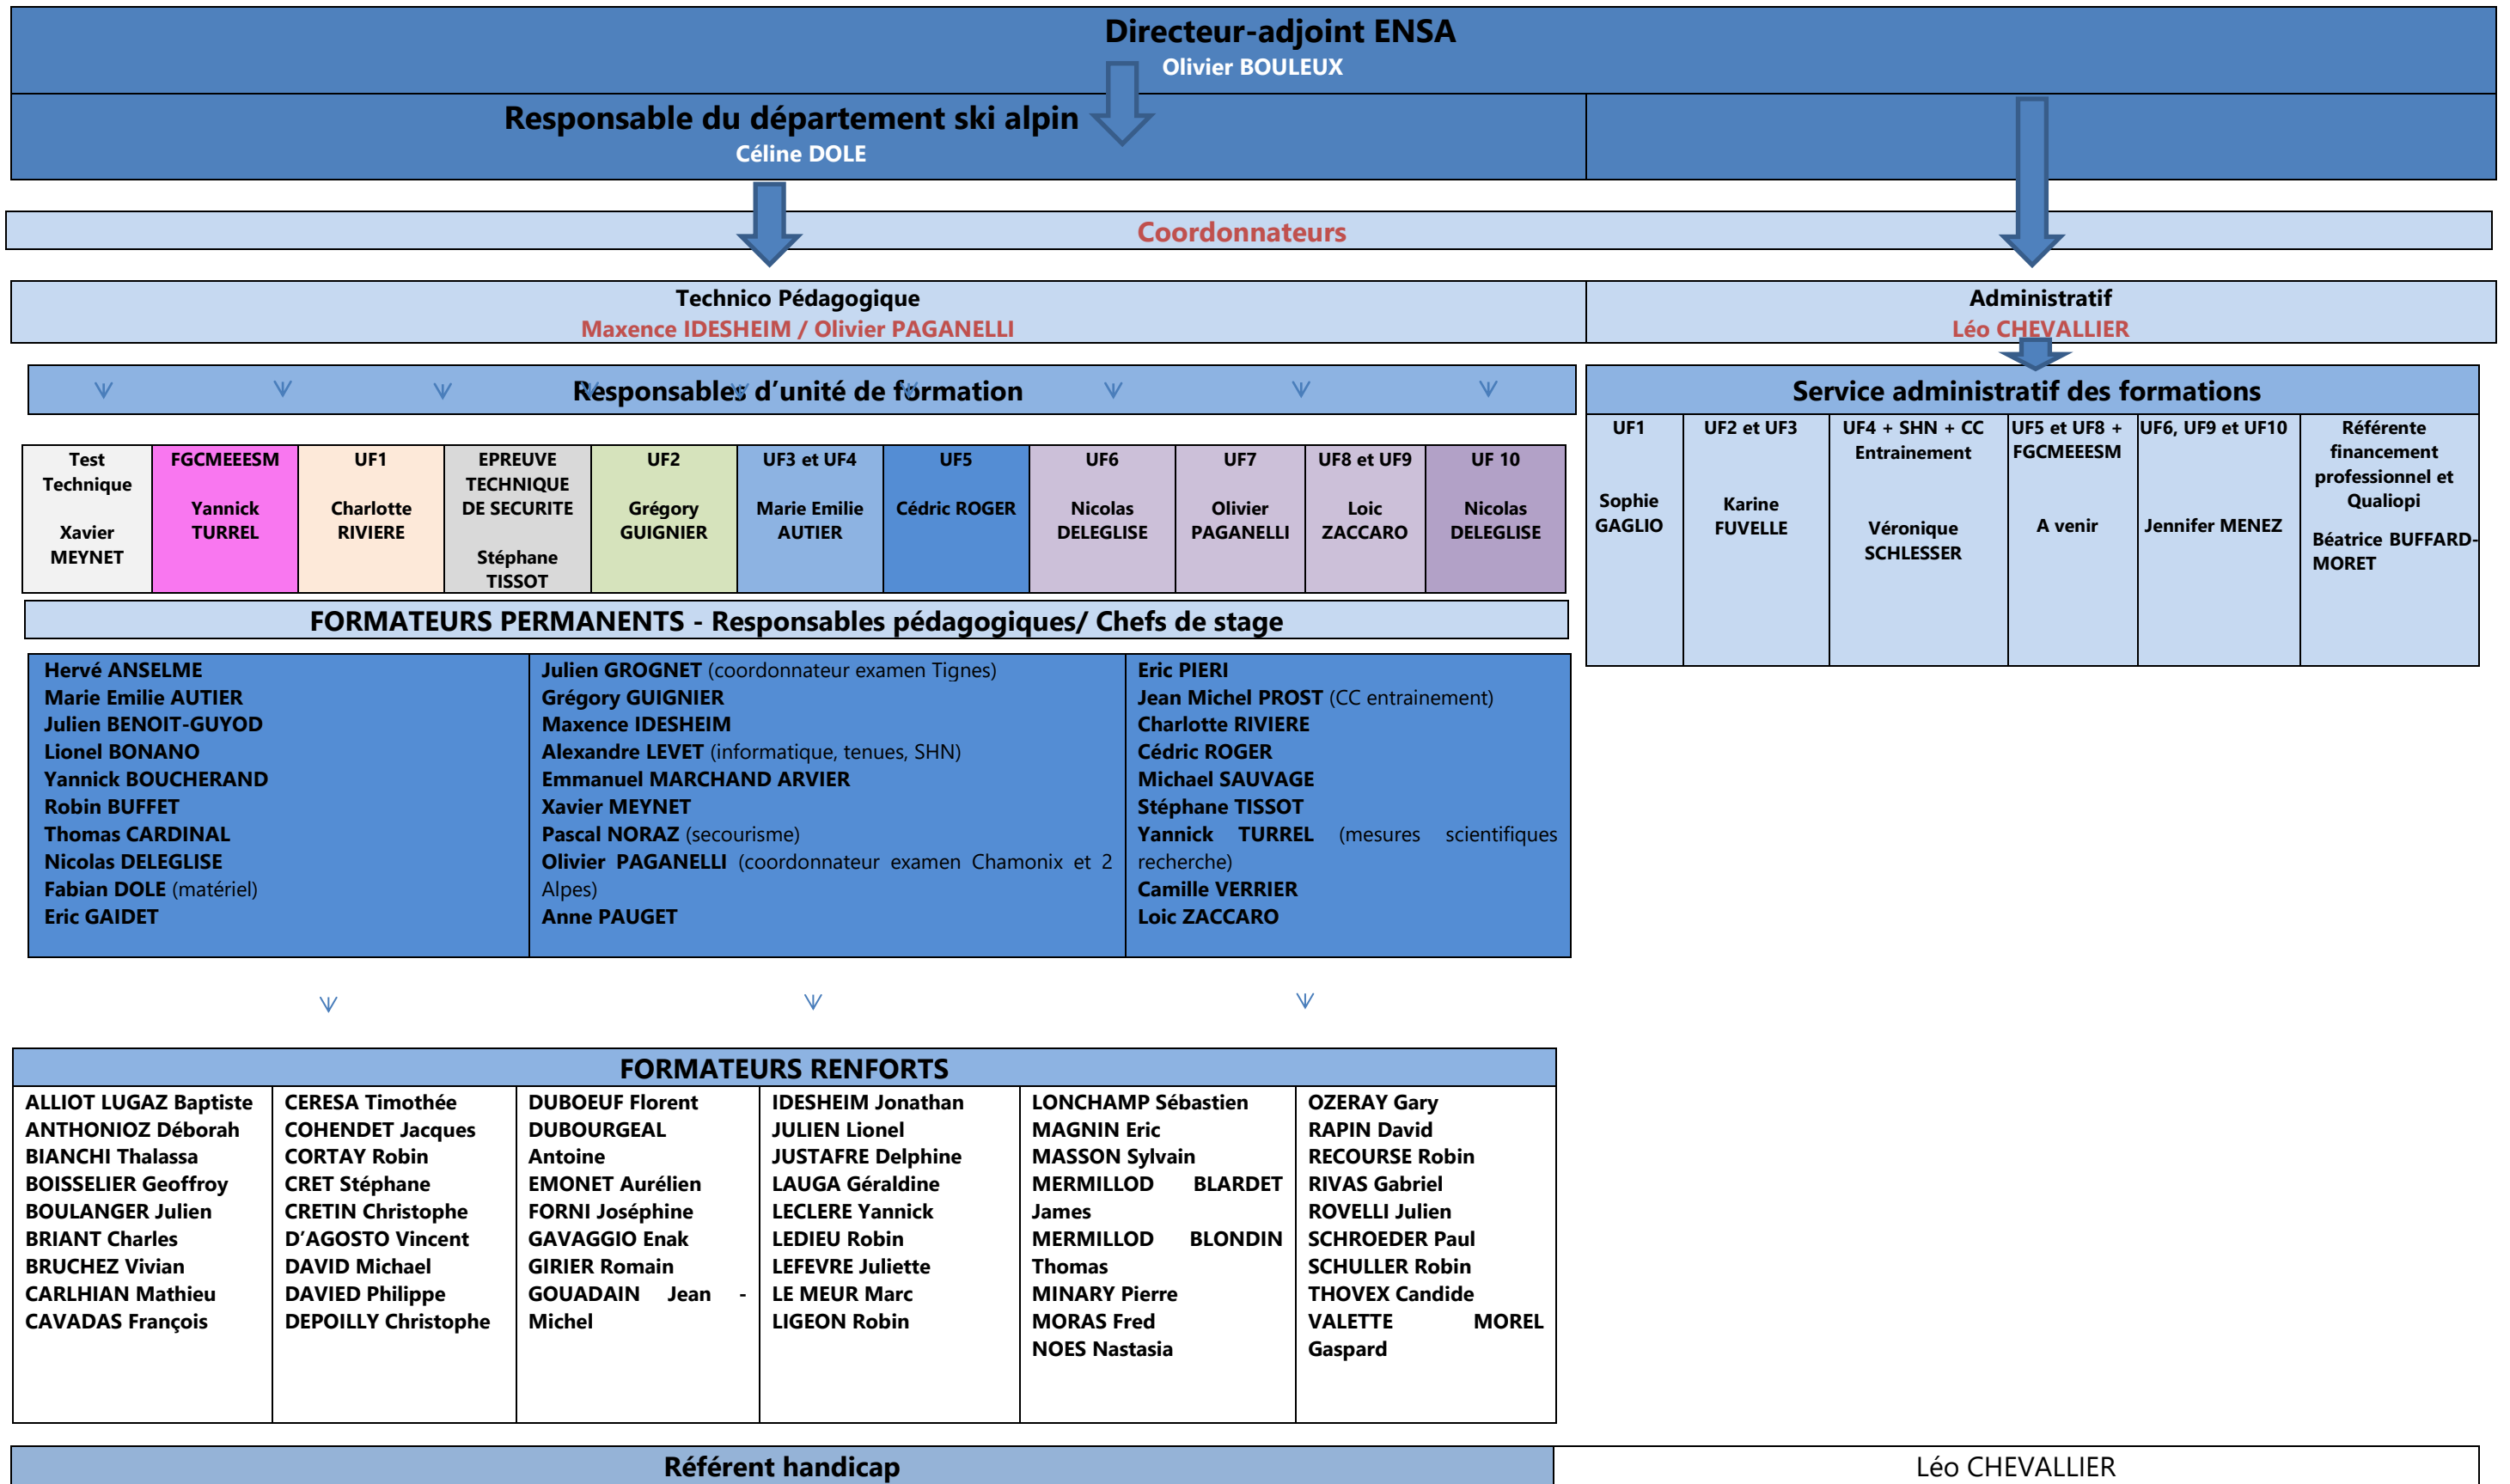 Directeur-adjoint ENSA
Olivier BOULEUX
Responsable du département ski alpin
Céline DOLE
Coordonnateurs
Technico Pédagogique
Maxence IDESHEIM / Olivier PAGANELLI
Administratif
Léo CHEVALLIER
Responsables d'unité de formation
Service administratif des formations
Test
Technique
Xavier
MEYNET
FGCMEEESM
Yannick
TURREL
UF1
Charlotte
RIVIERE
EPREUVE
TECHNIQUE
DE SECURITE
Stéphane
TISSOT
UF2
Grégory
GUIGNIER
UF3 et UF4
Marie Emilie
AUTIER
UF5
Cédric ROGER
UF6
Nicolas
DELEGLISE
UF7
Olivier
PAGANELLI
UF8 et UF9
Loic
ZACCARO
UF 10
Nicolas
DELEGLISE
UF1
Sophie
GAGLIO
UF2 et UF3
Karine
FUVELLE
UF4 + SHN + CC
Entrainement
Véronique
SCHLESSER
UF5 et UF8 +
FGCMEEESM
A venir
UF6, UF9 et UF10
Jennifer MENEZ
Référente
financement
professionnel et
Qualiopi
Béatrice BUFFARD-
MORET
FORMATEURS PERMANENTS - Responsables pédagogiques/ Chefs de stage
Hervé ANSELME
Marie Emilie AUTIER
Julien BENOIT-GUYOD
Lionel BONANO
Yannick BOUCHERAND
Robin BUFFET
Thomas CARDINAL
Nicolas DELEGLISE
Fabian DOLE (matériel)
Eric GAIDET
Julien GROGNET (coordonnateur examen Tignes)
Grégory GUIGNIER
Maxence IDESHEIM
Alexandre LEVET (informatique, tenues, SHN)
Emmanuel MARCHAND ARVIER
Xavier MEYNET
Pascal NORAZ (secourisme)
Olivier PAGANELLI (coordonnateur examen Chamonix et 2
Alpes)
Anne PAUGET
Eric PIERI
Jean Michel PROST (CC entrainement)
Charlotte RIVIERE
Cédric ROGER
Michael SAUVAGE
Stéphane TISSOT
Yannick TURREL (mesures scientifiques
recherche)
Camille VERRIER
Loic ZACCARO
FORMATEURS RENFORTS
ALLIOT LUGAZ Baptiste
ANTHONIOZ Déborah
BIANCHI Thalassa
BOISSELIER Geoffroy
BOULANGER Julien
BRIANT Charles
BRUCHEZ Vivian
CARLHIAN Mathieu
CAVADAS François
CERESA Timothée
COHENDET Jacques
CORTAY Robin
CRET Stéphane
CRETIN Christophe
D'AGOSTO Vincent
DAVID Michael
DAVIED Philippe
DEPOILLY Christophe
DUBOEUF Florent
DUBOURGEAL
Antoine
EMONET Aurélien
FORNI Joséphine
GAVAGGIO Enak
GIRIER Romain
GOUADAIN Jean -
Michel
IDESHEIM Jonathan
JULIEN Lionel
JUSTAFRE Delphine
LAUGA Géraldine
LECLERE Yannick
LEDIEU Robin
LEFEVRE Juliette
LE MEUR Marc
LIGEON Robin
LONCHAMP Sébastien
MAGNIN Eric
MASSON Sylvain
MERMILLOD BLARDET
James
MERMILLOD BLONDIN
Thomas
MINARY Pierre
MORAS Fred
NOES Nastasia
OZERAY Gary
RAPIN David
RECOURSE Robin
RIVAS Gabriel
ROVELLI Julien
SCHROEDER Paul
SCHULLER Robin
THOVEX Candide
VALETTE MOREL
Gaspard
Référent handicap
Léo CHEVALLIER